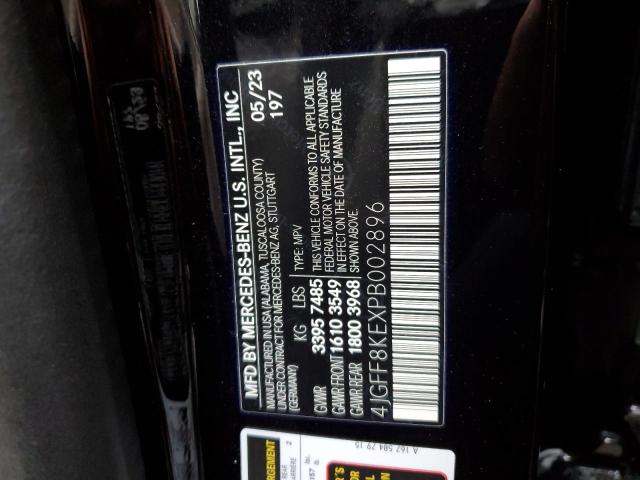 MFD BY MERCEDES-BENZ U.S. INTL., INC
MANUFACTURED IN USA (ALABAMA, TUSCALOOSA COUNTY)
UNDER CONTRACT FOR MERCEDES-BENZ AG, STUTTGART
(GERMANY)
05/23
197
KG LBS TYPE: MPV
GVWR 3395 7485
GAWR FRONT 1610 3549
GAWR REAR 1800 3968
THIS VEHICLE CONFORMS TO ALL APPLICABLE
FEDERAL MOTOR VEHICLE SAFETY STANDARDS
IN EFFECT ON THE DATE OF MANUFACTURE
SHOWN ABOVE.
4JGFF8KEXPB002896
A 167 584 79 15
REAR 2